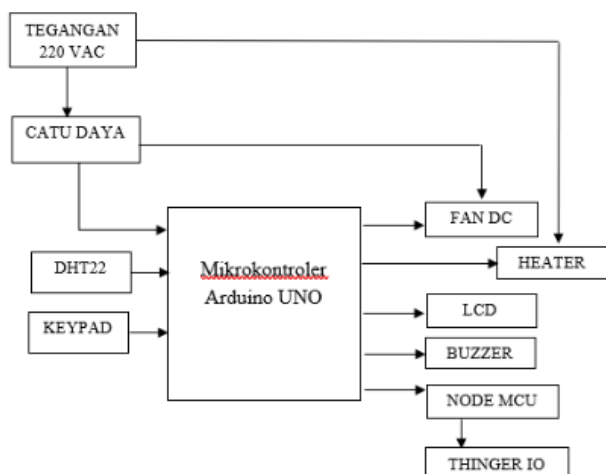 TEGANGAN
220 VAC
CATU DAYA
FAN DC
DHT22
Mikrokontroler
Arduino UNO
HEATER
KEYPAD
LCD
BUZZER
NODE MCU
THINGER IO